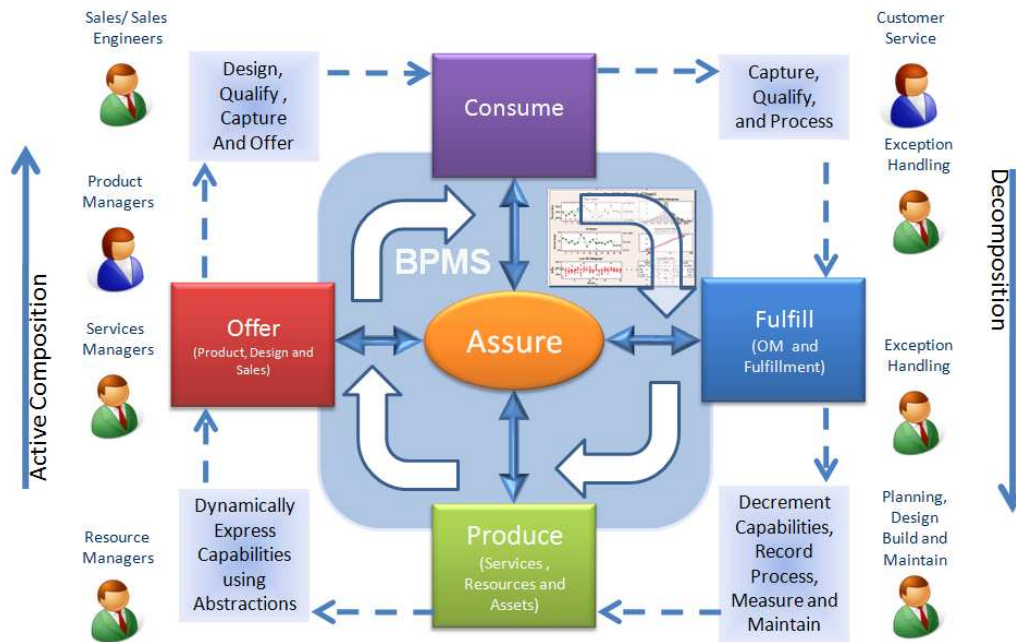 Sales/ Sales
Engineers
Design,
Qualify ,
Capture
And Offer
Consume
Capture,
Qualify,
and Process
Customer
Service
Product
Managers
Exception
Handling
BPMS
Active Composition
Decomposition
Offer
(Product, Design and
Sales)
Assure
Fulfill
(OM and
Fulfillment)
Services
Managers
Exception
Handling
Resource
Managers
Dynamically
Express
Capabilities
using
Abstractions
Produce
(Services ,
Resources and
Assets)
Decrement
Capabilities,
Record
Process,
Measure and
Maintain
Planning,
Design
Build and
Maintain